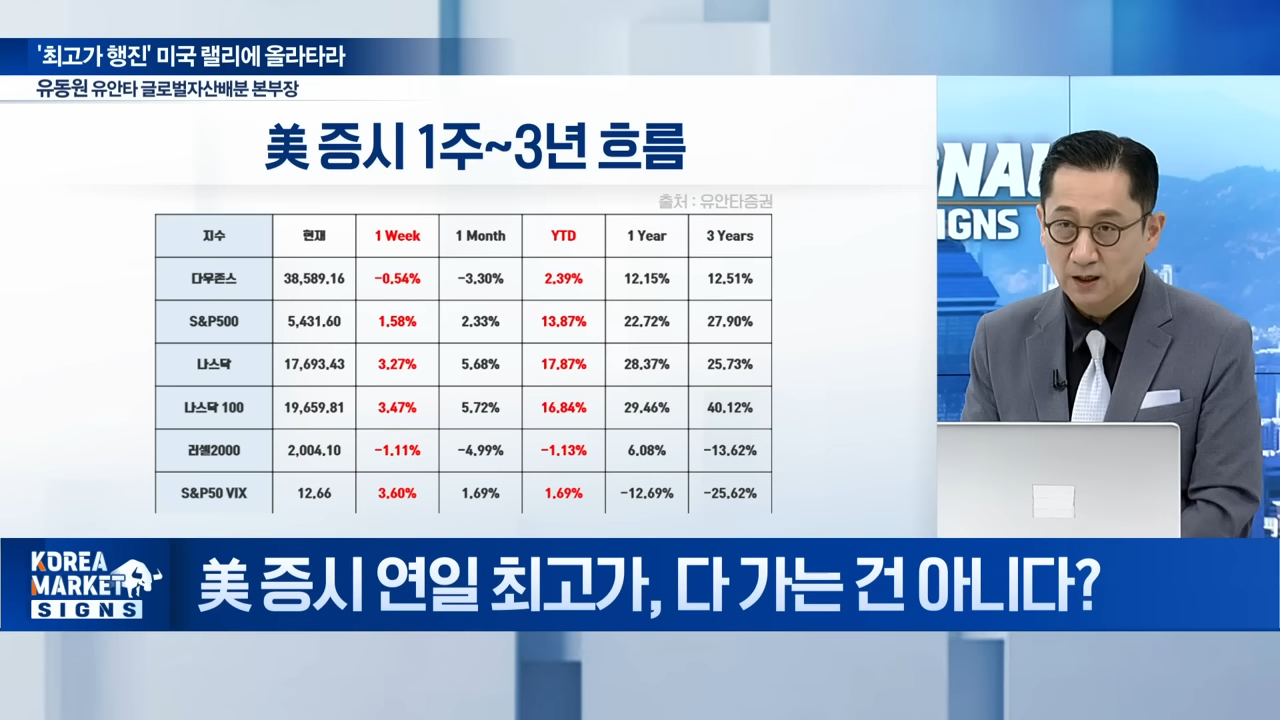 '최고가 행진' 미국 랠리에 올라타라
유동원 유안타 글로벌자산배분 본부장
美 증시 1주~3년 흐름
출처 : 유안타증권
지수 현재 1 Week 1 Month YTD 1 Year 3 Years
다우존스 38,589.16 -0.54% -3.30% 2.39% 12.15% 12.51%
S&P500 5,431.60 1.58% 2.33% 13.87% 22.72% 27.90%
나스닥 17,693.43 3.27% 5.68% 17.87% 28.37% 25.73%
나스닥 100 19,659.81 3.47% 5.72% 16.84% 29.46% 40.12%
러셀2000 2,004.10 -1.11% -4.99% -1.13% 6.08% -13.62%
S&P50 VIX 12.66 3.60% 1.69% 1.69% -12.69% -25.62%
IGNS
KOREA
MARKET
SIGNS
美 증시 연일 최고가, 다 가는 건 아니다?